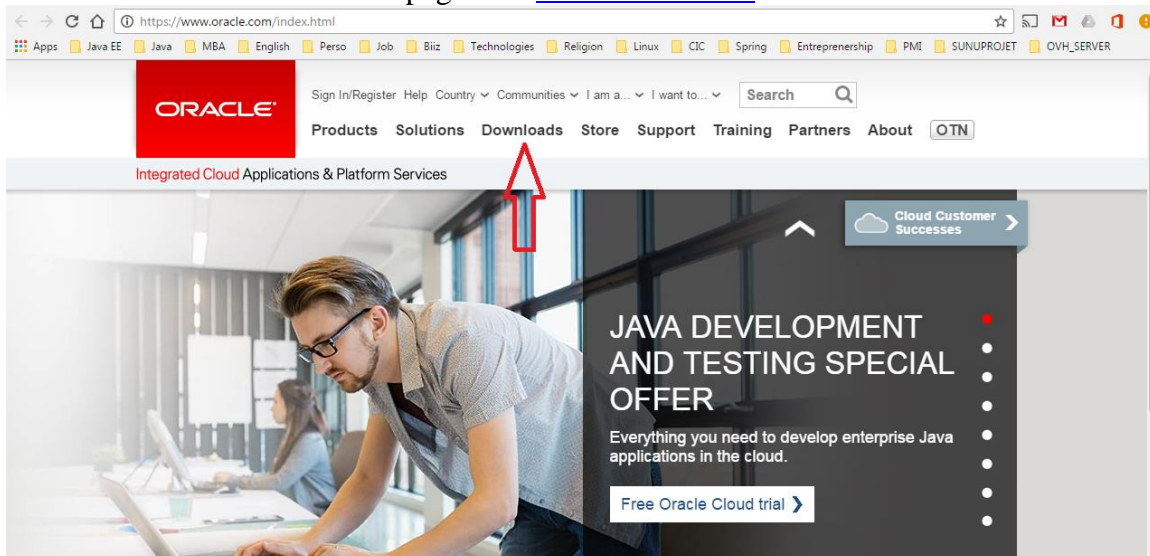 page
https://www.oracle.com/index.html
Apps Java EE Java MBA English Perso Job Biiz Technologies Religion Linux CIC Spring Entreprenership PMI SUNUPROJET OVH_SERVER
ORACLE
Sign In/Register Help Country Communities I am a... I want to... Search
Products Solutions Downloads Store Support Training Partners About OTN
Integrated Cloud Applications & Platform Services
Cloud Customer
Successes
JAVA DEVELOPMENT
AND TESTING SPECIAL
OFFER
Everything you need to develop enterprise Java
applications in the cloud.
Free Oracle Cloud trial